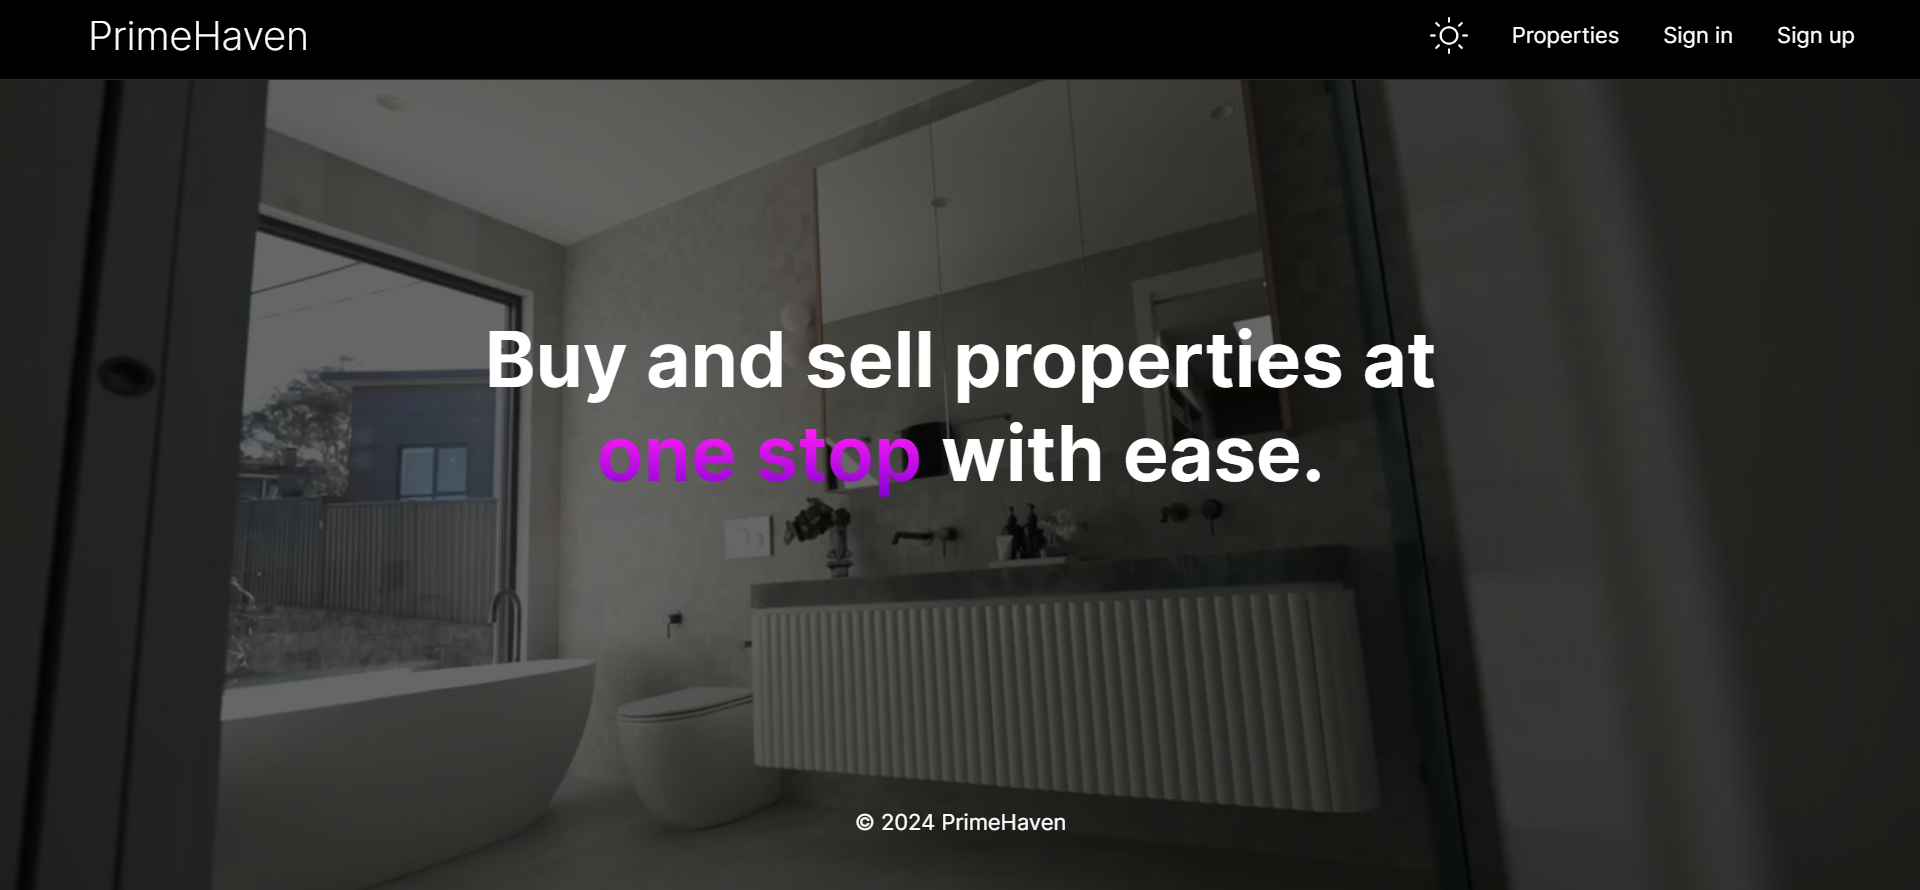 PrimeHaven
Properties
Sign in
Sign up
Buy and sell properties at
one stop with ease.
© 2024 PrimeHaven